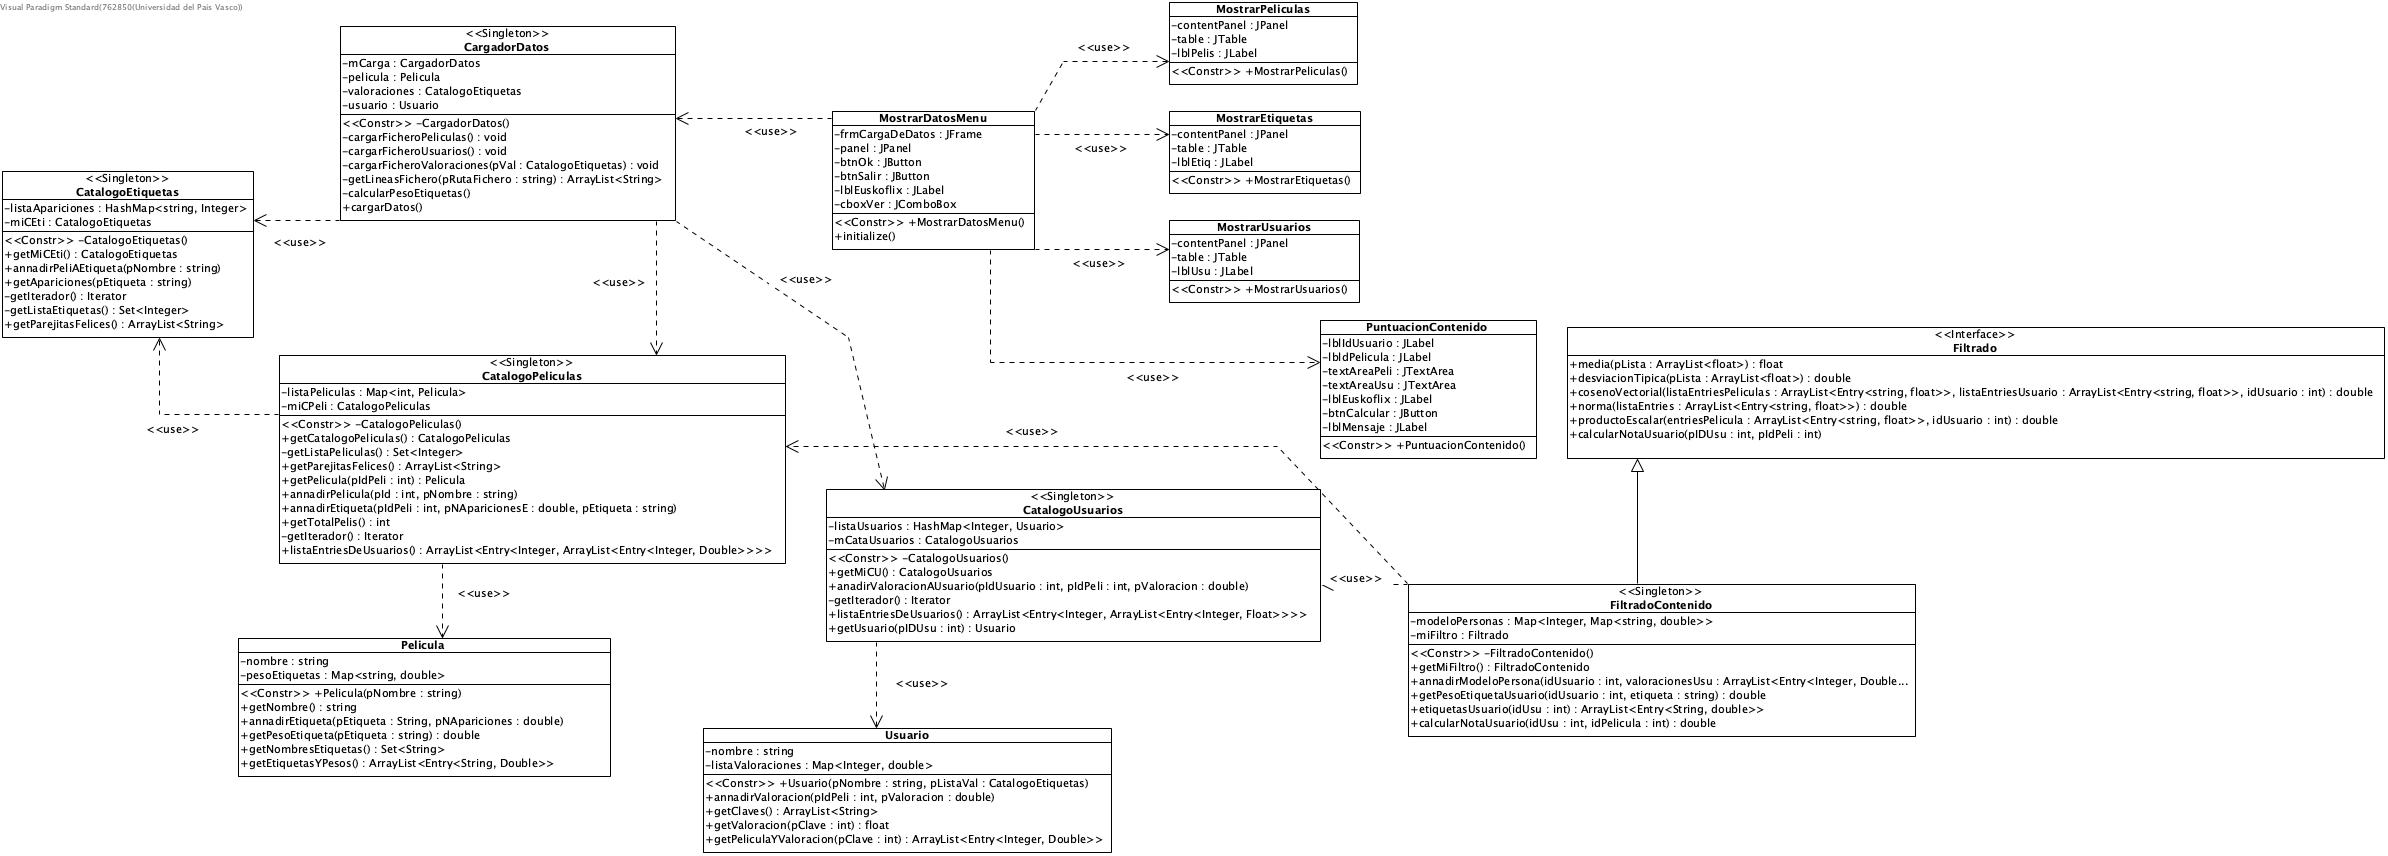 Visual Paradigm Standard(762850(Universidad del Pais Vasco))
<<Singleton>>
CargadorDatos
-mCarga : CargadorDatos
-pelicula : Pelicula
-valoraciones : CatalogoEtiquetas
-usuario : Usuario
<<Constr>> -CargadorDatos()
-cargarFicheroPeliculas() : void
-cargarFicheroUsuarios() : void
-cargarFicheroValoraciones(pVal : CatalogoEtiquetas) : void
-getLineasFichero(pRutaFichero : string) : ArrayList<String>
-calcularPesoEtiquetas()
+cargarDatos()
<<use>>
MostrarDatosMenu
-frmCargaDeDatos : JFrame
-panel : JPanel
-btnOk : JButton
-btnSalir : JButton
-lblEuskoflix : JLabel
-cboxVer : JComboBox
<<Constr>> +MostrarDatosMenu()
+initialize()
<<use>>
MostrarPeliculas
-contentPanel : JPanel
-table : JTable
-lblPelis : JLabel
<<Constr>> +MostrarPeliculas()
<<use>>
MostrarEtiquetas
-contentPanel : JPanel
-table : JTable
-lblEtiq : JLabel
<<Constr>> +MostrarEtiquetas()
<<use>>
MostrarUsuarios
-contentPanel : JPanel
-table : JTable
-lblUsu : JLabel
<<Constr>> +MostrarUsuarios()
<<Singleton>>
CatalogoEtiquetas
-listaApariciones : HashMap<string, Integer>
-miCEti : CatalogoEtiquetas
<<Constr>> -CatalogoEtiquetas()
+getMiCEti() : CatalogoEtiquetas
+annadirPeliAEtiqueta(pNombre : string)
+getApariciones(pEtiqueta : string)
-getIterador() : Iterator
-getListaEtiquetas() : Set<Integer>
+getParejitasFelices() : ArrayList<String>
<<use>>
<<use>>
<<use>>
<<use>>
PuntuacionContenido
-lblIdUsuario : JLabel
-lbldPelicula : JLabel
-textAreaPeli : JTextArea
-textAreaUsu : JTextArea
-lblEuskoflix : JLabel
-btnCalcular : JButton
-lblMensaje : JLabel
<<Constr>> +PuntuacionContenido()
<<Interface>>
Filtrado
+media(pLista : ArrayList<float>) : float
+desviacionTipica(pLista : ArrayList<float>) : double
+cosenoVectorial(listaEntriesPeliculas : ArrayList<Entry<string, float>>, listaEntriesUsuario : ArrayList<Entry<string, float>>, idUsuario : int) : double
+norma(listaEntries : ArrayList<Entry<string, float>>) : double
+productoEscalar(entriesPelicula : ArrayList<Entry<string, float>>, idUsuario : int) : double
+calcularNotaUsuario(pIDUsu : int, pIdPeli : int)
<<Singleton>>
CatalogoPeliculas
-listaPeliculas : Map<int, Pelicula>
-miCPeli : CatalogoPeliculas
<<Constr>> -CatalogoPeliculas()
+getCatalogoPeliculas() : CatalogoPeliculas
-getListaPeliculas() : Set<Integer>
+getParejitasFelices() : ArrayList<String>
+getPelicula(pIdPeli : int) : Pelicula
+annadirPelicula(pId : int, pNombre : string)
+annadirEtiqueta(pIdPeli : int, pNAparicionesE : double, pEtiqueta : string)
+getTotalPelis() : int
-getIterador() : Iterator
+listaEntriesDeUsuarios() : ArrayList<Entry<Integer, ArrayList<Entry<Integer, Double>>>>
<<use>>
<<use>>
<<Singleton>>
CatalogoUsuarios
-listaUsuarios : HashMap<Integer, Usuario>
-mCataUsuarios : CatalogoUsuarios
<<Constr>> -CatalogoUsuarios()
+getMiCU() : CatalogoUsuarios
+anadirValoracionAUsuario(pIdUsuario : int, pIdPeli : int, pValoracion : double)
-getIterador() : Iterator
+listaEntriesDeUsuarios() : ArrayList<Entry<Integer, ArrayList<Entry<Integer, Float>>>>
+getUsuario(pIDUsu : int) : Usuario
<<use>>
<<Singleton>>
FiltradoContenido
-modeloPersonas : Map<Integer, Map<string, double>>
-miFiltro : Filtrado
<<Constr>> -FiltradoContenido()
+getMiFiltro() : FiltradoContenido
+annadirModeloPersona(idUsuario : int, valoracionesUsu : ArrayList<Entry<Integer, Double...
+getPesoEtiquetaUsuario(idUsuario : int, etiqueta : string) : double
+etiquetasUsuario(idUsu : int) : ArrayList<Entry<String, double>>
+calcularNotaUsuario(idUsu : int, idPelicula : int) : double
<<use>>
Pelicula
-nombre : string
-pesoEtiquetas : Map<string, double>
<<Constr>> +Pelicula(pNombre : string)
+getNombre() : string
+annadirEtiqueta(pEtiqueta : String, pNApariciones : double)
+getPesoEtiqueta(pEtiqueta : string) : double
+getNombresEtiquetas() : Set<String>
+getEtiquetasYPesos() : ArrayList<Entry<String, Double>>
<<use>>
<<use>>
Usuario
-nombre : string
-listaValoraciones : Map<Integer, double>
<<Constr>> +Usuario(pNombre : string, pListaVal : CatalogoEtiquetas)
+annadirValoracion(pIdPeli : int, pValoracion : double)
+getClaves() : ArrayList<String>
+getValoracion(pClave : int) : float
+getPeliculaYValoracion(pClave : int) : ArrayList<Entry<Integer, Double>>